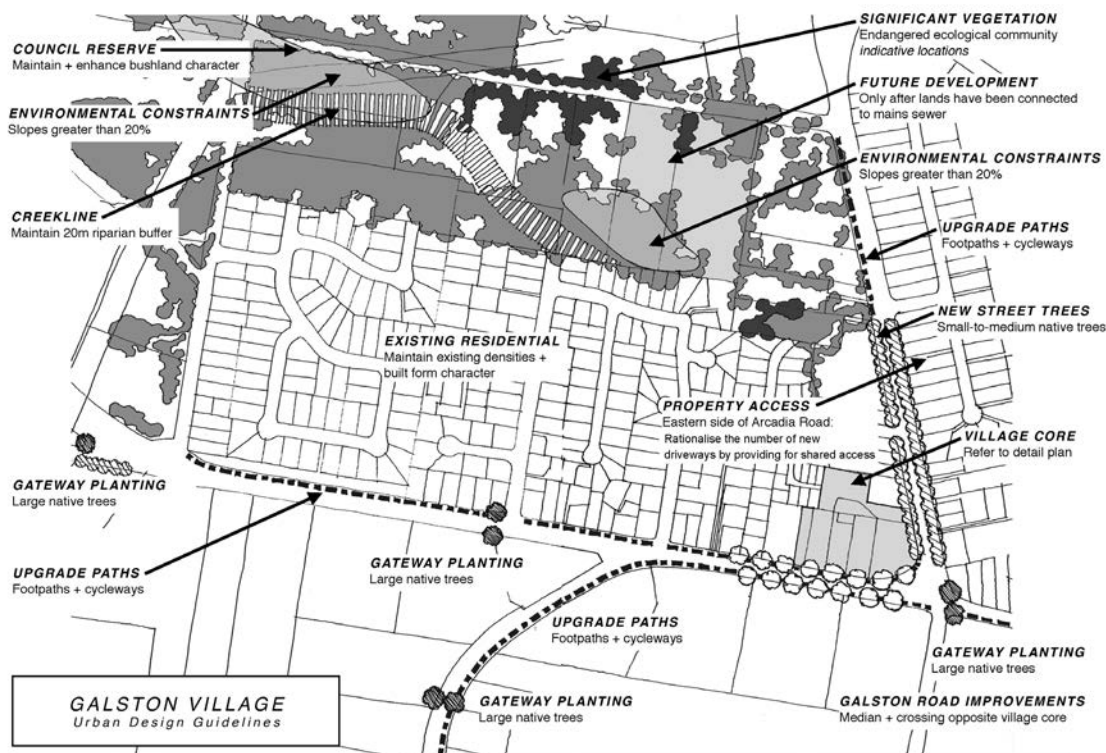 COUNCIL RESERVE
Maintain + enhance bushland character
ENVIRONMENTAL CONSTRAINTS
Slopes greater than 20%
CREEKLINE
Maintain 20m riparian buffer
SIGNIFICANT VEGETATION
Endangered ecological community
indicative locations
FUTURE DEVELOPMENT
Only after lands have been connected
to mains sewer
ENVIRONMENTAL CONSTRAINTS
Slopes greater than 20%
UPGRADE PATHS
Footpaths + cycleways
NEW STREET TREES
Small-to-medium native trees
EXISTING RESIDENTIAL
Maintain existing densities +
built form character
PROPERTY ACCESS
Eastern side of Arcadia Road:
Rationalise the number of new
driveways by providing for shared access
VILLAGE CORE
Refer to detail plan
GATEWAY PLANTING
Large native trees
UPGRADE PATHS
Footpaths + cycleways
GATEWAY PLANTING
Large native trees
UPGRADE PATHS
Footpaths + cycleways
GATEWAY PLANTING
Large native trees
GATEWAY PLANTING
Large native trees
GALSTON ROAD IMPROVEMENTS
Median + crossing opposite village core
GALSTON VILLAGE
Urban Design Guidelines